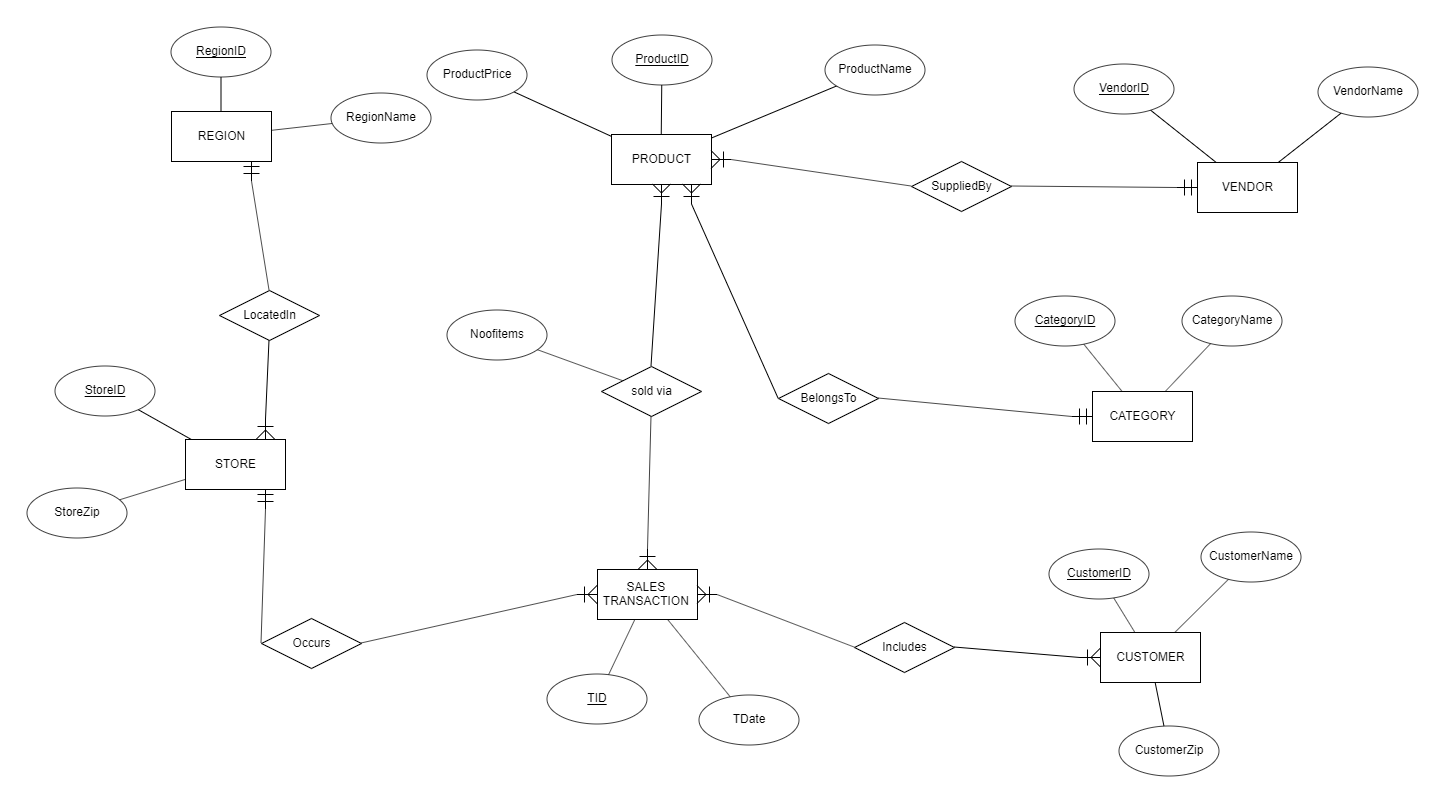 RegionID
ProductID
ProductPrice
ProductName
VendorID
VendorName
RegionName
REGION
PRODUCT
SuppliedBy
VENDOR
LocatedIn
Noofitems
CategoryID
CategoryName
StoreID
sold via
BelongsTo
CATEGORY
STORE
StoreZip
CustomerID
CustomerName
SALES
TRANSACTION
Occurs
Includes
CUSTOMER
TID
TDate
CustomerZip